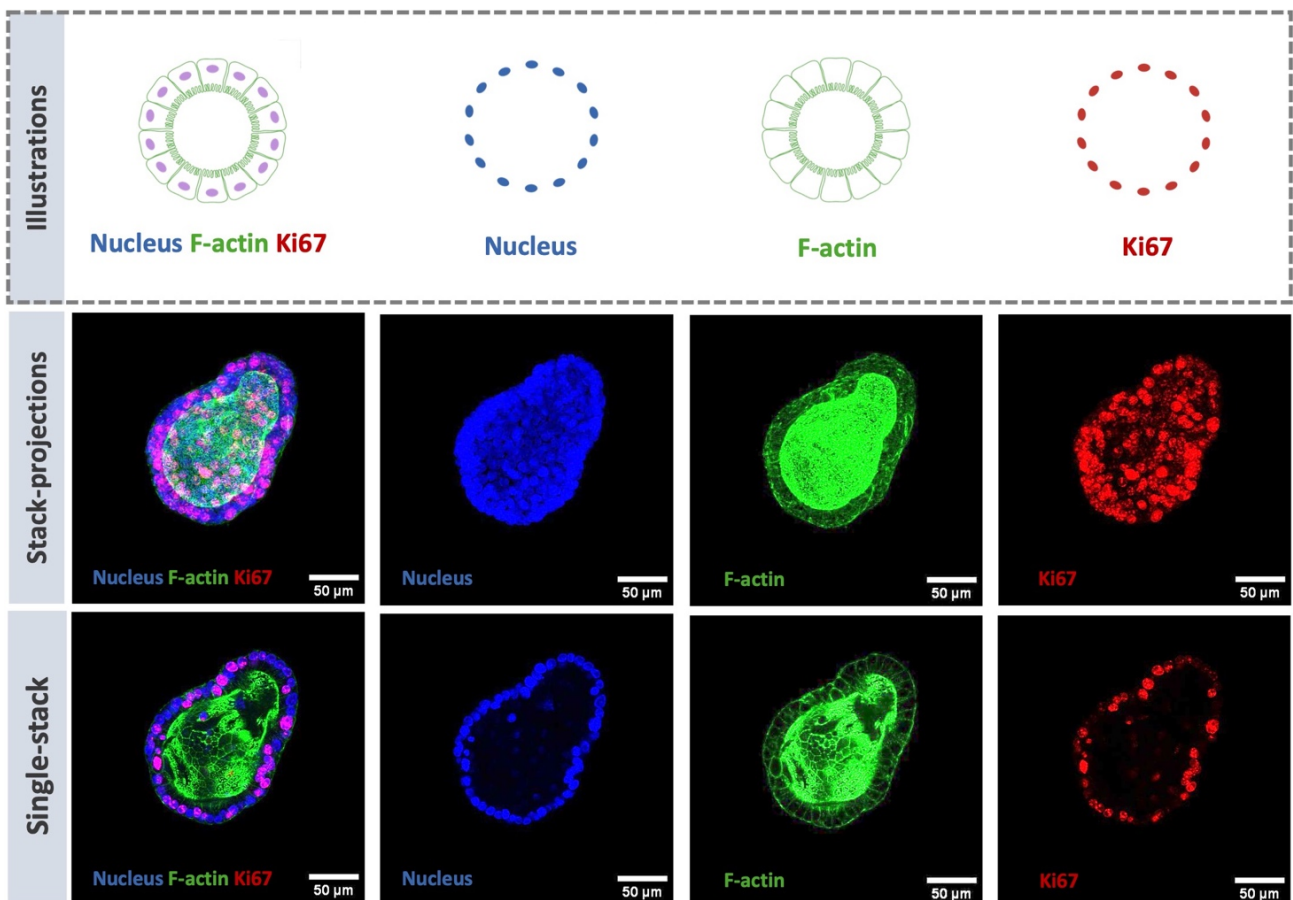 Illustrations
Nucleus F-actin Ki67
Nucleus
F-actin
Ki67
Stack-projections
Nucleus F-actin Ki67
50 µm
Nucleus
50 µm
F-actin
50 µm
Ki67
50 µm
Single-stack
Nucleus F-actin Ki67
50 µm
Nucleus
50 µm
F-actin
50 µm
Ki67
50 µm